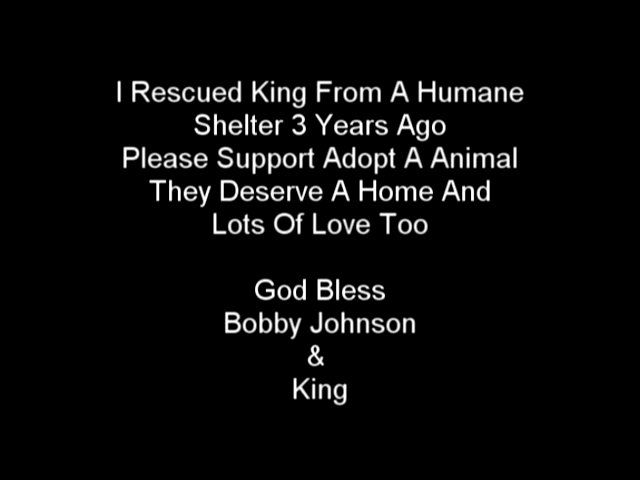 I Rescued King From A Humane
Shelter 3 Years Ago
Please Support Adopt A Animal
They Deserve A Home And
Lots Of Love Too
God Bless
Bobby Johnson
&
King